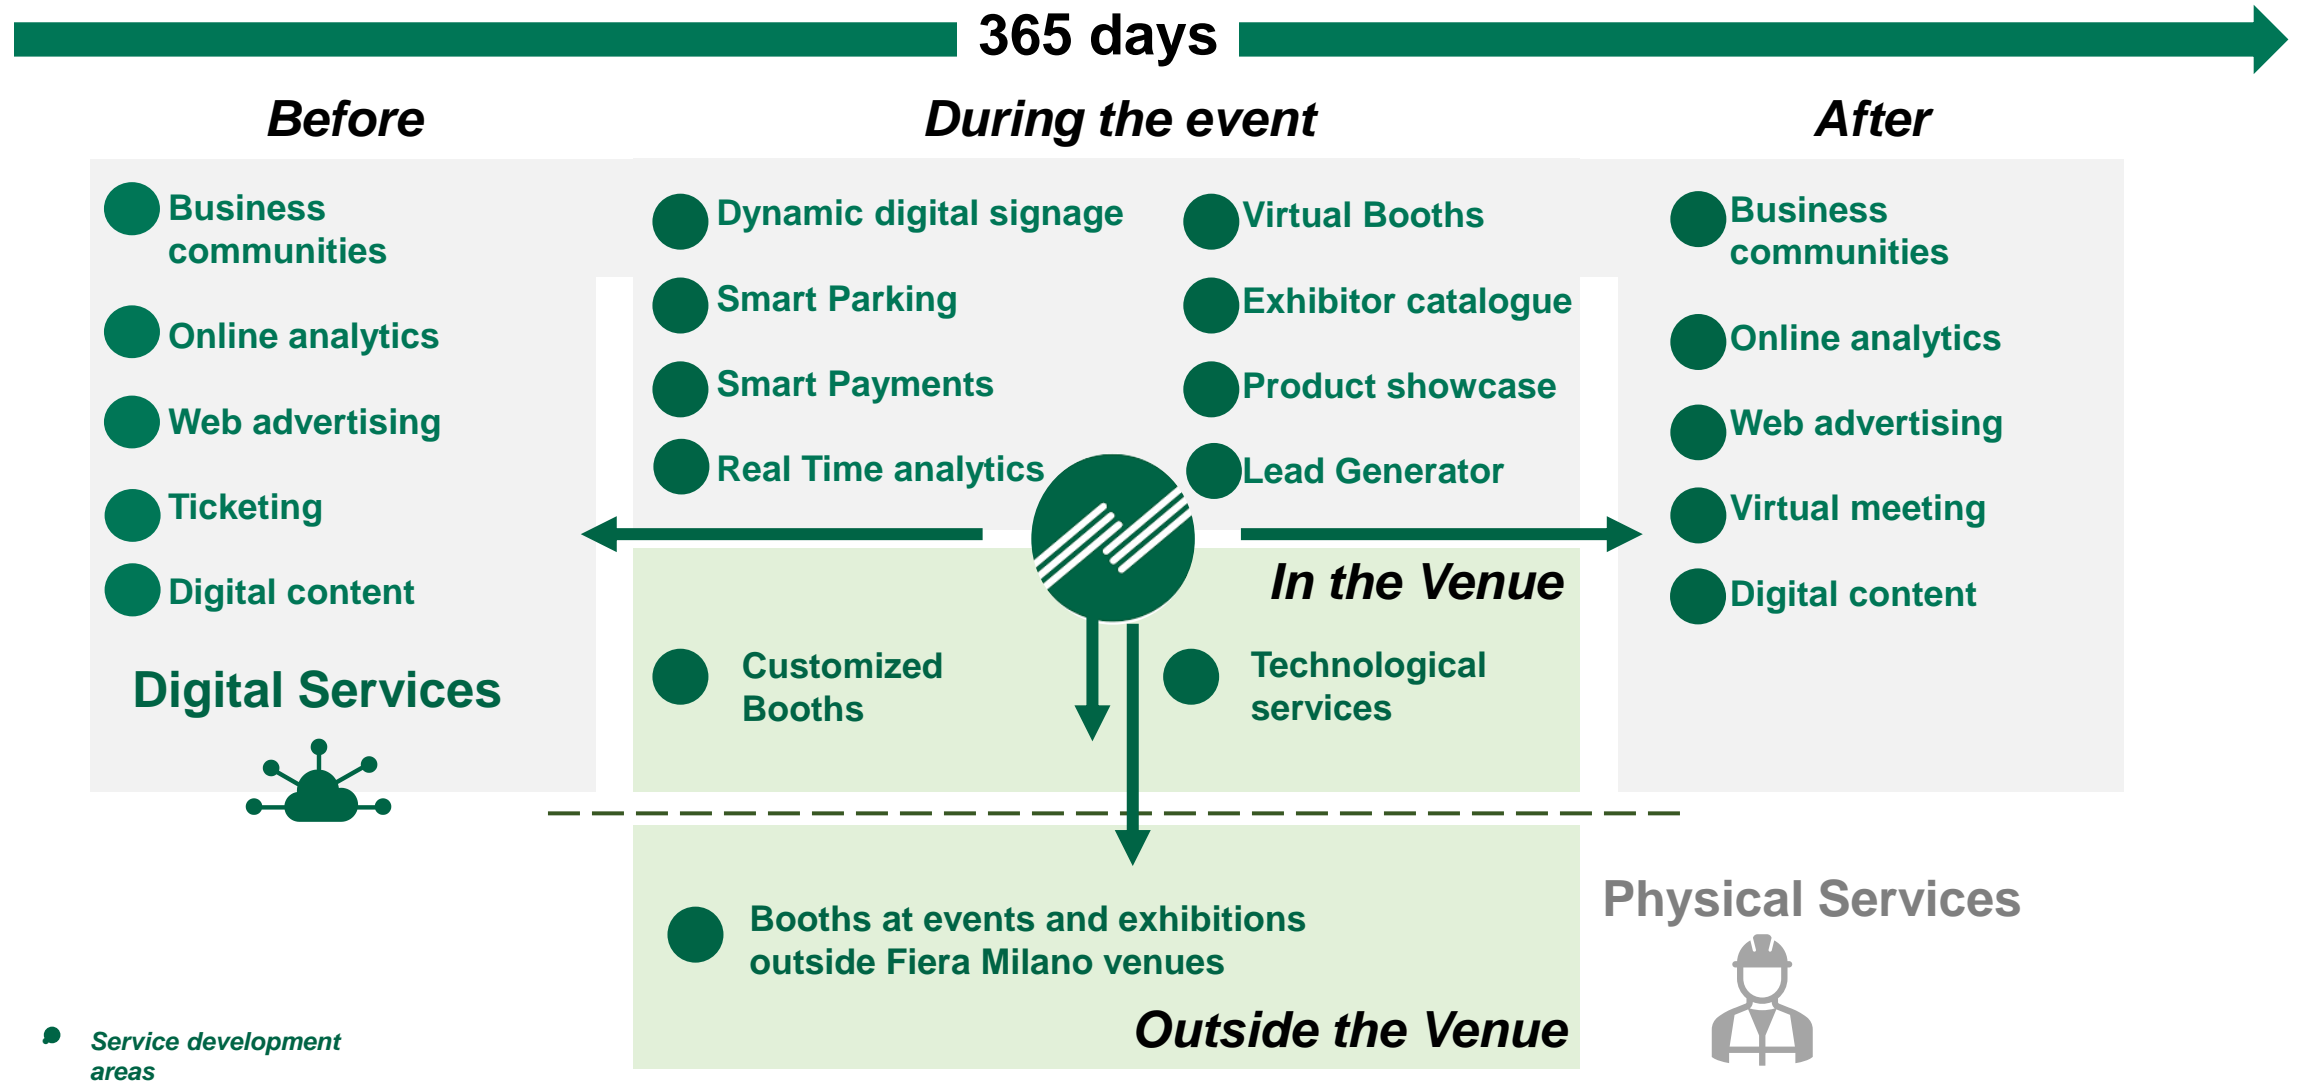 365 days
Before
During the event
After
Business
communities
Online analytics
Web advertising
Ticketing
Digital content
Digital Services
Dynamic digital signage
Smart Parking
Smart Payments
Real Time analytics
Virtual Booths
Exhibitor catalogue
Product showcase
Lead Generator
Business
communities
Online analytics
Web advertising
Virtual meeting
Digital content
In the Venue
Customized
Booths
Technological
services
Booths at events and exhibitions
outside Fiera Milano venues
Outside the Venue
Physical Services
Service development
areas